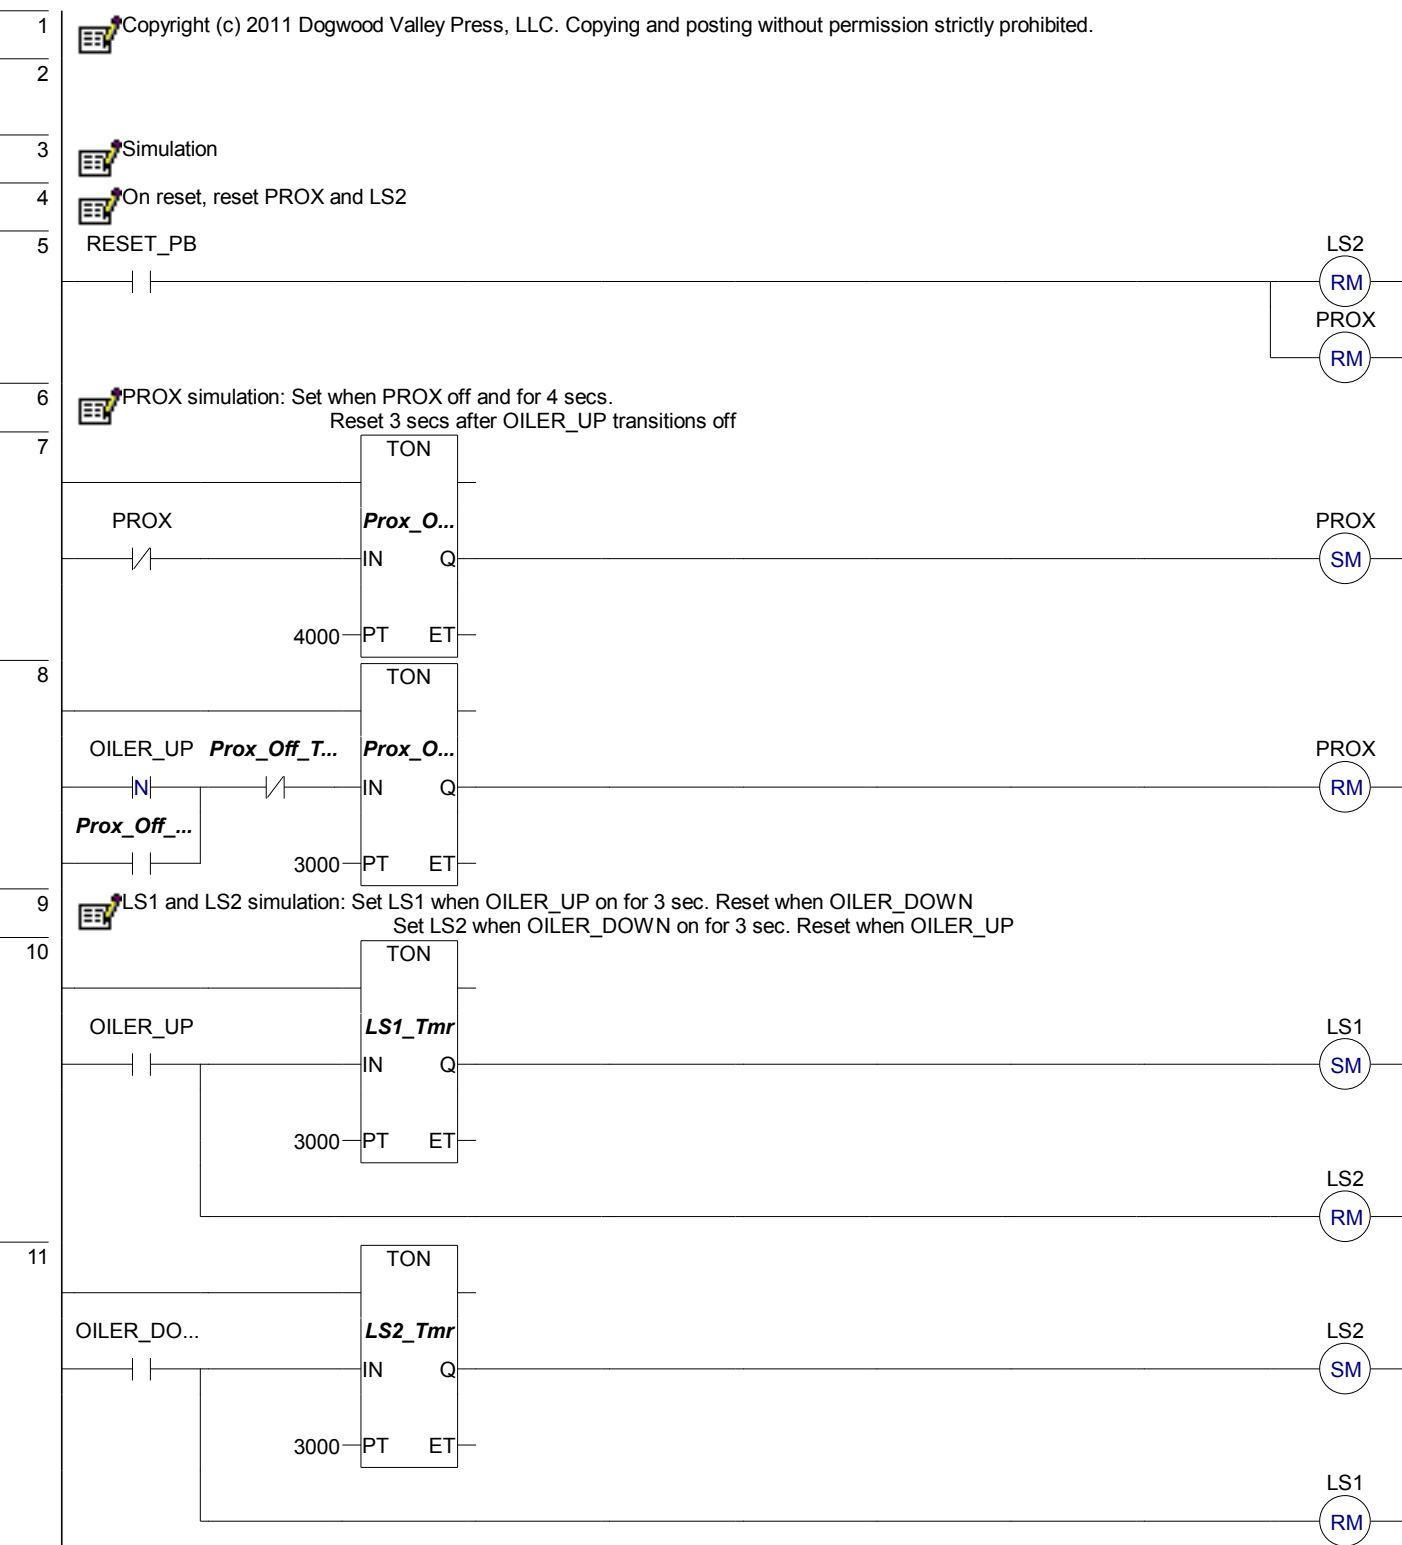 1 Copyright (c) 2011 Dogwood Valley Press, LLC. Copying and posting without permission strictly prohibited.
2
3 Simulation
4 On reset, reset PROX and LS2
5 RESET_PB LS2
RM
PROX
RM
6 PROX simulation: Set when PROX off and for 4 secs.
Reset 3 secs after OILER_UP transitions off
7 TON
PROX Prox_O... PROX
IN Q SM
4000 PT ET
8 TON
OILER_UP Prox_Off_T... Prox_O... PROX
N IN Q RM
Prox_Off_...
3000 PT ET
9 LS1 and LS2 simulation: Set LS1 when OILER_UP on for 3 sec. Reset when OILER_DOWN
Set LS2 when OILER_DOWN on for 3 sec. Reset when OILER_UP
10 TON
OILER_UP LS1_Tmr LS1
IN Q SM
3000 PT ET
LS2
RM
11 TON
OILER_DO... LS2_Tmr LS2
IN Q SM
3000 PT ET
LS1
RM